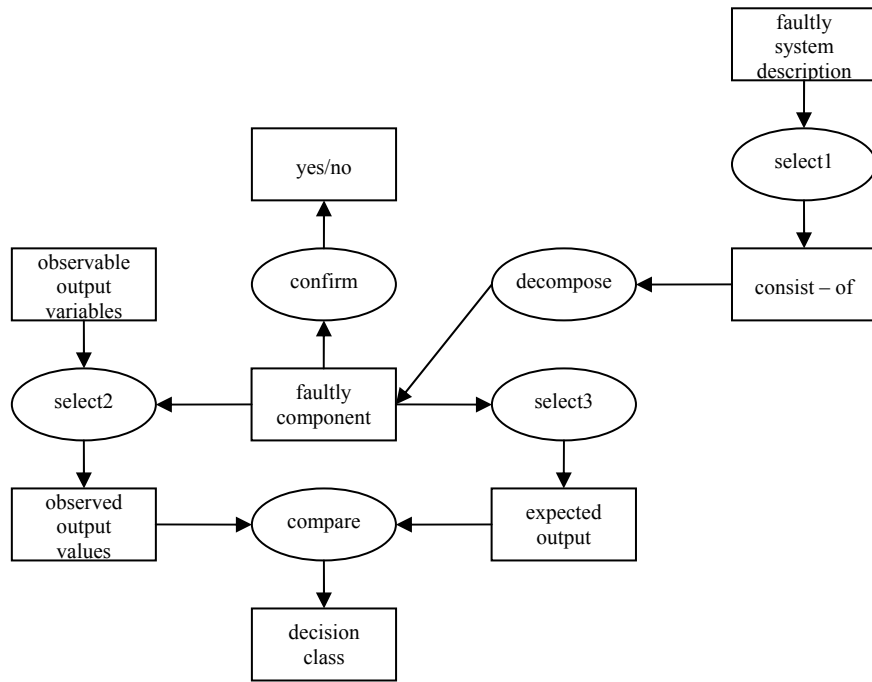 faultly
system
description
select1
yes/no
observable
output
variables
confirm
decompose
consist – of
select2
faultly
component
select3
observed
output
values
compare
expected
output
decision
class